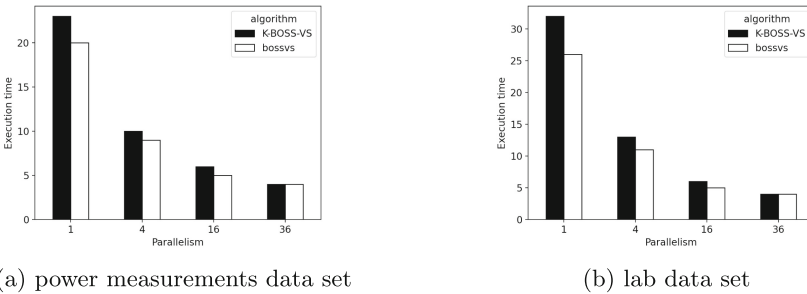 algorithm
K-BOSS-VS
bossvs
20
15
10
5
0
Execution time
1 4 16 36
Parallelism
(a) power measurements data set
algorithm
K-BOSS-VS
bossvs
30
25
20
15
10
5
0
Execution time
1 4 16 36
Parallelism
(b) lab data set